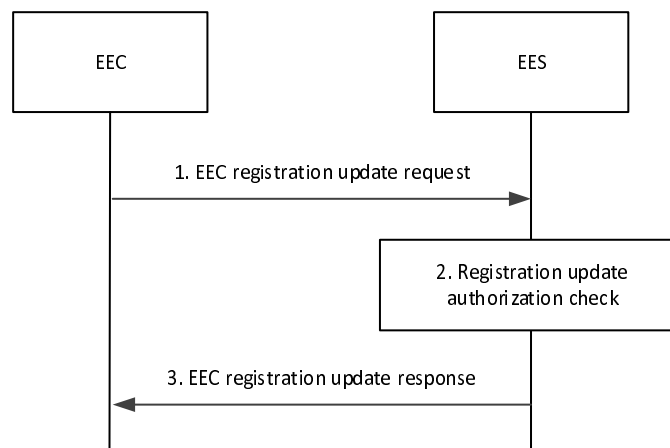 EEC
EES
1. EEC registration update request
2. Registration update
authorization check
3. EEC registration update response